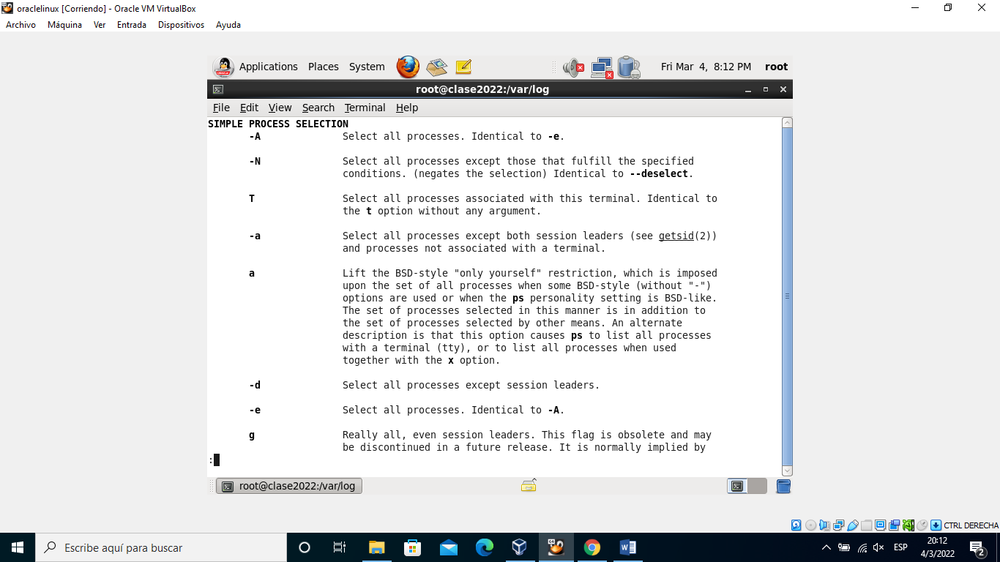 oraclelinux [Corriendo] - Oracle VM VirtualBox
Archivo Máquina Ver Entrada Dispositivos Ayuda
Applications Places System Fri Mar 4, 8:12 PM root
root@clase2022:/var/log
File Edit View Search Terminal Help
SIMPLE PROCESS SELECTION
-A Select all processes. Identical to -e.
-N Select all processes except those that fulfill the specified
conditions. (negates the selection) Identical to --deselect.
T Select all processes associated with this terminal. Identical to
the t option without any argument.
-a Select all processes except both session leaders (see getsid(2))
and processes not associated with a terminal.
a Lift the BSD-style "only yourself" restriction, which is imposed
upon the set of all processes when some BSD-style (without "-")
options are used or when the ps personality setting is BSD-like.
The set of processes selected in this manner is in addition to
the set of processes selected by other means. An alternate
description is that this option causes ps to list all processes
with a terminal (tty), or to list all processes when used
together with the x option.
-d Select all processes except session leaders.
-e Select all processes. Identical to -A.
g Really all, even session leaders. This flag is obsolete and may
be discontinued in a future release. It is normally implied by
:
root@clase2022:/var/log
CTRL DERECHA
Escribe aquí para buscar
ESP
20:12
4/3/2022
2